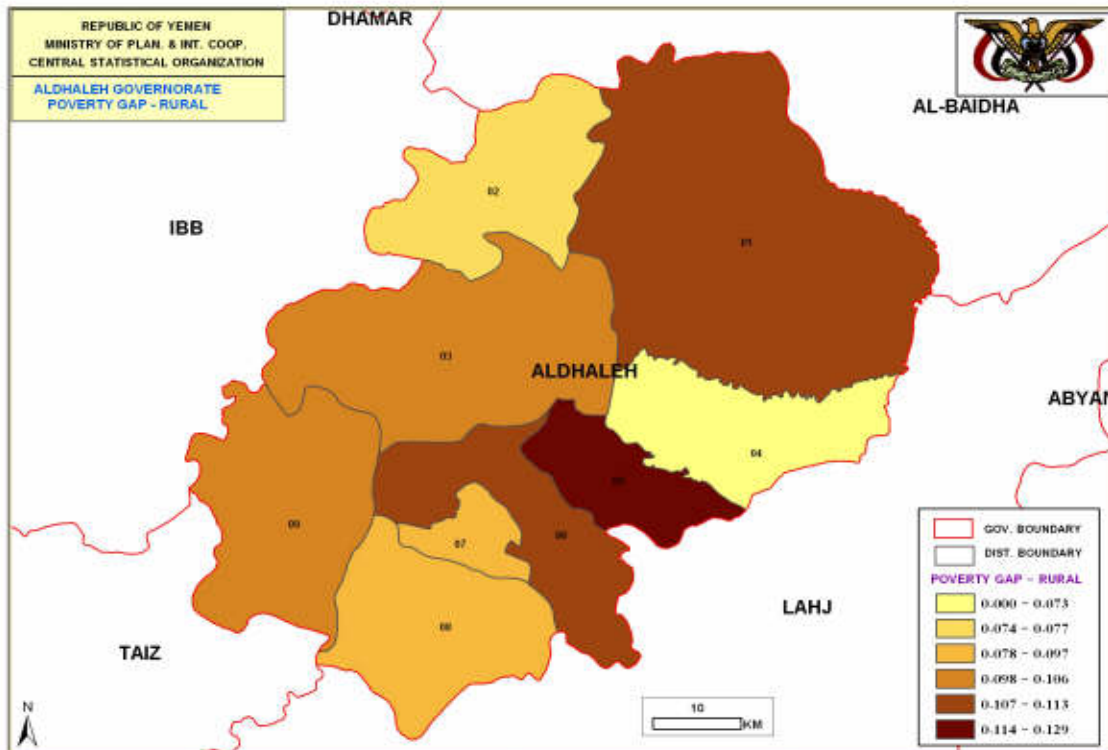 REPUBLIC OF YEMEN
MINISTRY OF PLAN. & INT. COOP.
CENTRAL STATISTICAL ORGANIZATION
ALDHALEH GOVERNORATE
POVERTY GAP - RURAL
DHAMAR
AL-BAIDHA
IBB
02
01
03
ALDHALEH
ABYAN
04
07
08
LAHJ
TAIZ
N
10
KM
GOV. BOUNDARY
DIST. BOUNDARY
POVERTY GAP - RURAL
0.000 - 0.073
0.074 - 0.077
0.078 - 0.097
0.098 - 0.106
0.107 - 0.113
0.114 - 0.129